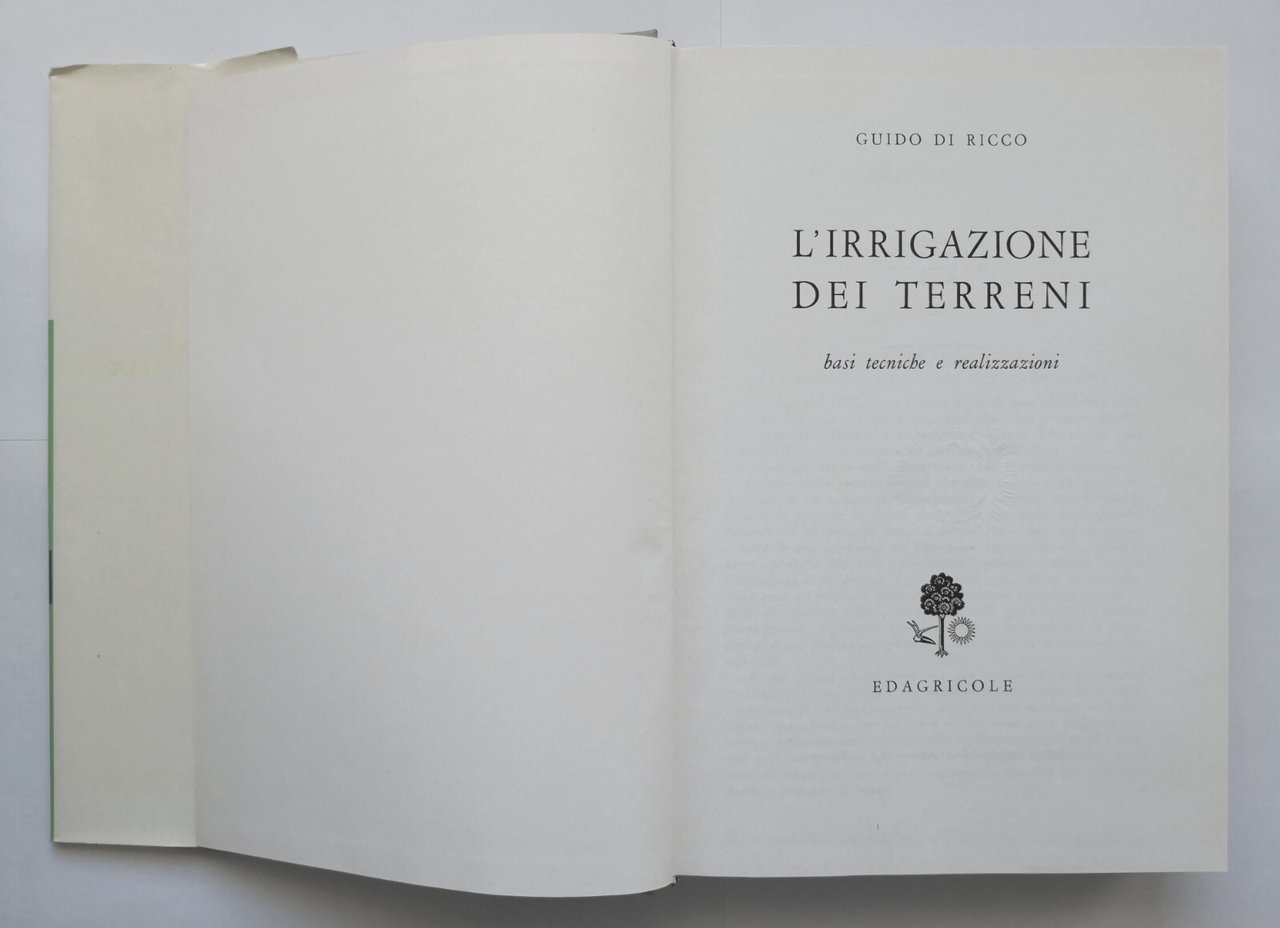 GUIDO DI RICCO
L'IRRIGAZIONE
DEI TERRENI
basi tecniche e realizzazioni
EDAGRICOLE